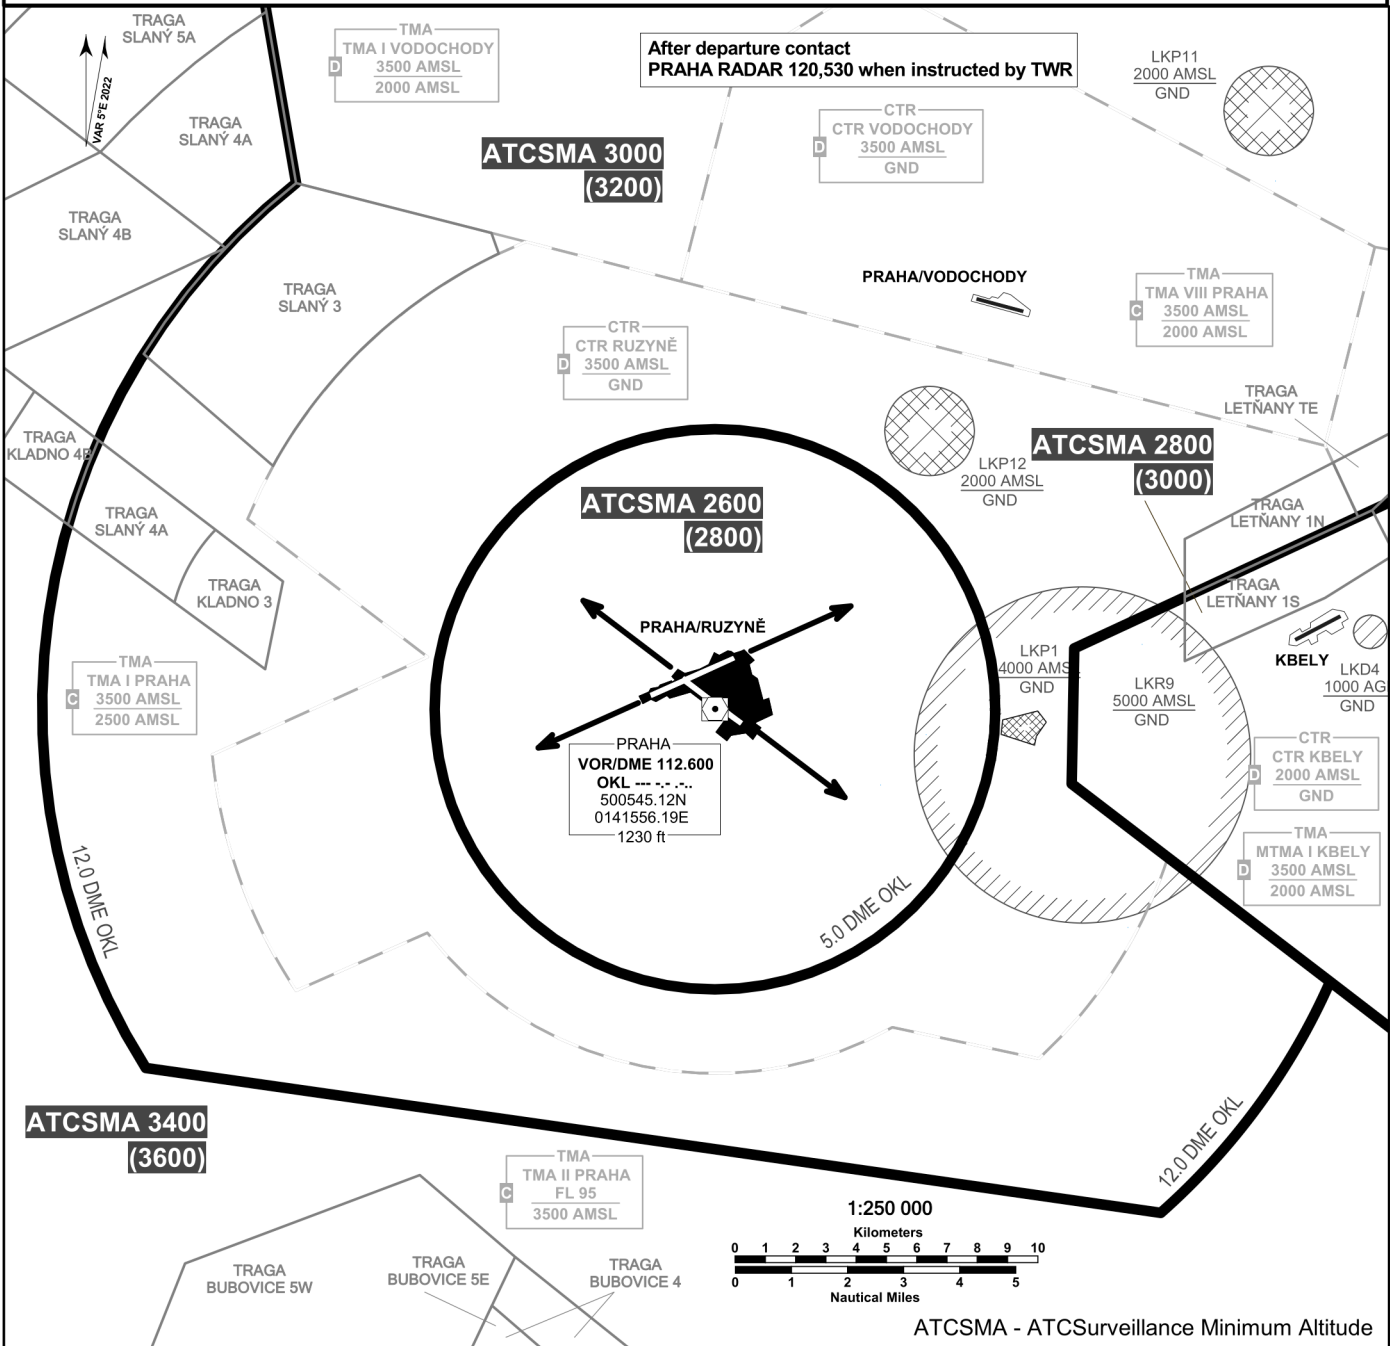 TRAGA
SLANÝ 5A
VAR 5°E 2022
TRAGA
SLANÝ 4A
TRAGA
SLANÝ 4B
TMA
TMA I VODOCHODY
D
3500 AMSL
2000 AMSL
After departure contact
PRAHA RADAR 120,530 when instructed by TWR
LKP11
2000 AMSL
GND
ATCSMA 3000
(3200)
CTR
CTR VODOCHODY
D
3500 AMSL
GND
TRAGA
SLANÝ 3
PRAHA/VODOCHODY
TMA
TMA VIII PRAHA
C
3500 AMSL
2000 AMSL
CTR
CTR RUZYNĚ
D
3500 AMSL
GND
TRAGA
LETŇANY TE
TRAGA
KLADNO 4B
ATCSMA 2800
(3000)
LKP12
2000 AMSL
GND
ATCSMA 2600
(2800)
TRAGA
SLANÝ 4A
TRAGA
LETŇANY 1N
TRAGA
KLADNO 3
TRAGA
LETŇANY 1S
PRAHA/RUZYNĚ
LKP1
4000 AMS
GND
LKR9
5000 AMSL
GND
KBELY
LKD4
1000 AG
GND
TMA
TMA I PRAHA
C
3500 AMSL
2500 AMSL
PRAHA
VOR/DME 112.600
OKL --- -.- .-..
500545.12N
0141556.19E
1230 ft
CTR
CTR KBELY
D
2000 AMSL
GND
TMA
MTMA I KBELY
D
3500 AMSL
2000 AMSL
12.0 DME OKL
5.0 DME OKL
12.0 DME OKL
ATCSMA 3400
(3600)
TMA
TMA II PRAHA
C
FL 95
3500 AMSL
TRAGA
BUBOVICE 5W
TRAGA
BUBOVICE 5E
TRAGA
BUBOVICE 4
1:250 000
Kilometers
0 1 2 3 4 5 6 7 8 9 10
0 1 2 3 4 5
Nautical Miles
ATCSMA - ATCSurveillance Minimum Altitude